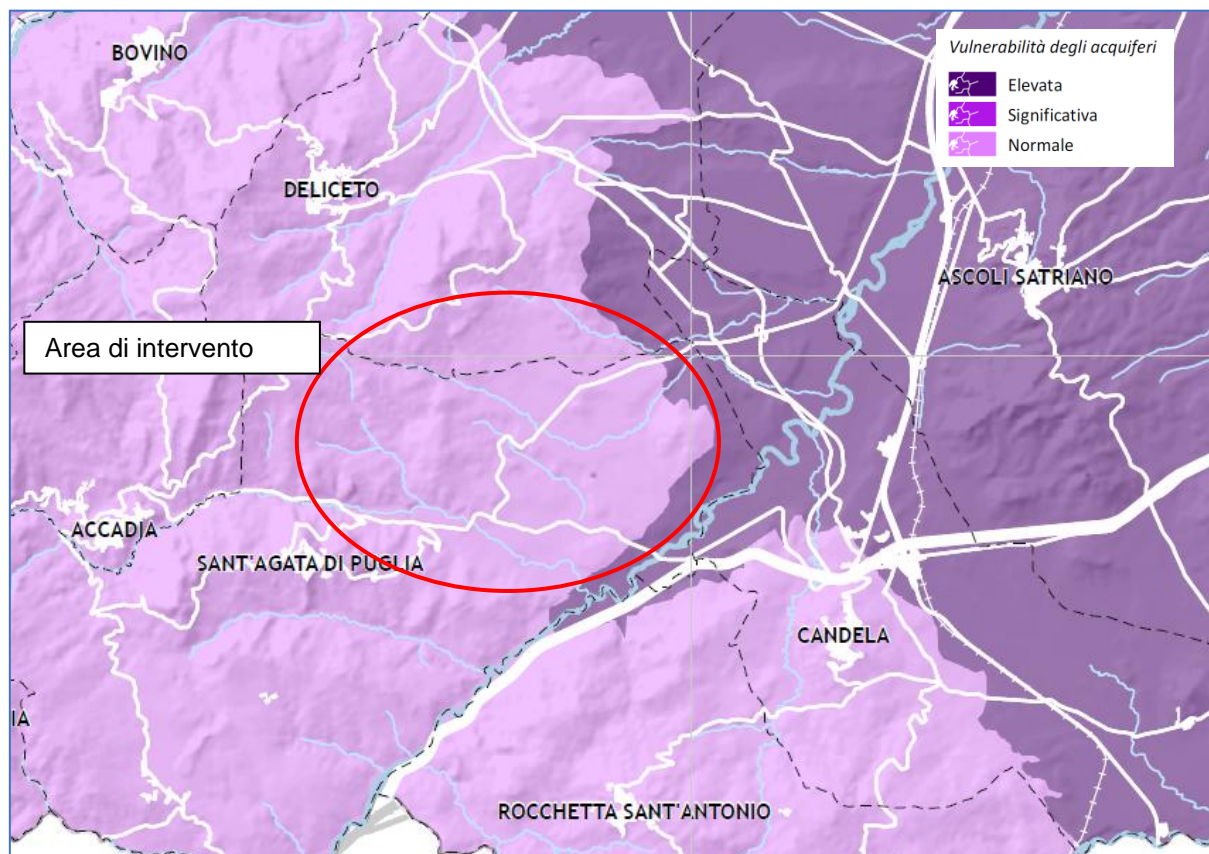 BOVINO
Vulnerabilità degli acquiferi
Elevata
Significativa
Normale
DELICETO
ASCOLI SATRIANO
Area di intervento
ACCADIA
SANT'AGATA DI PUGLIA
CANDELA
IA
ROCCHETTA SANT'ANTONIO